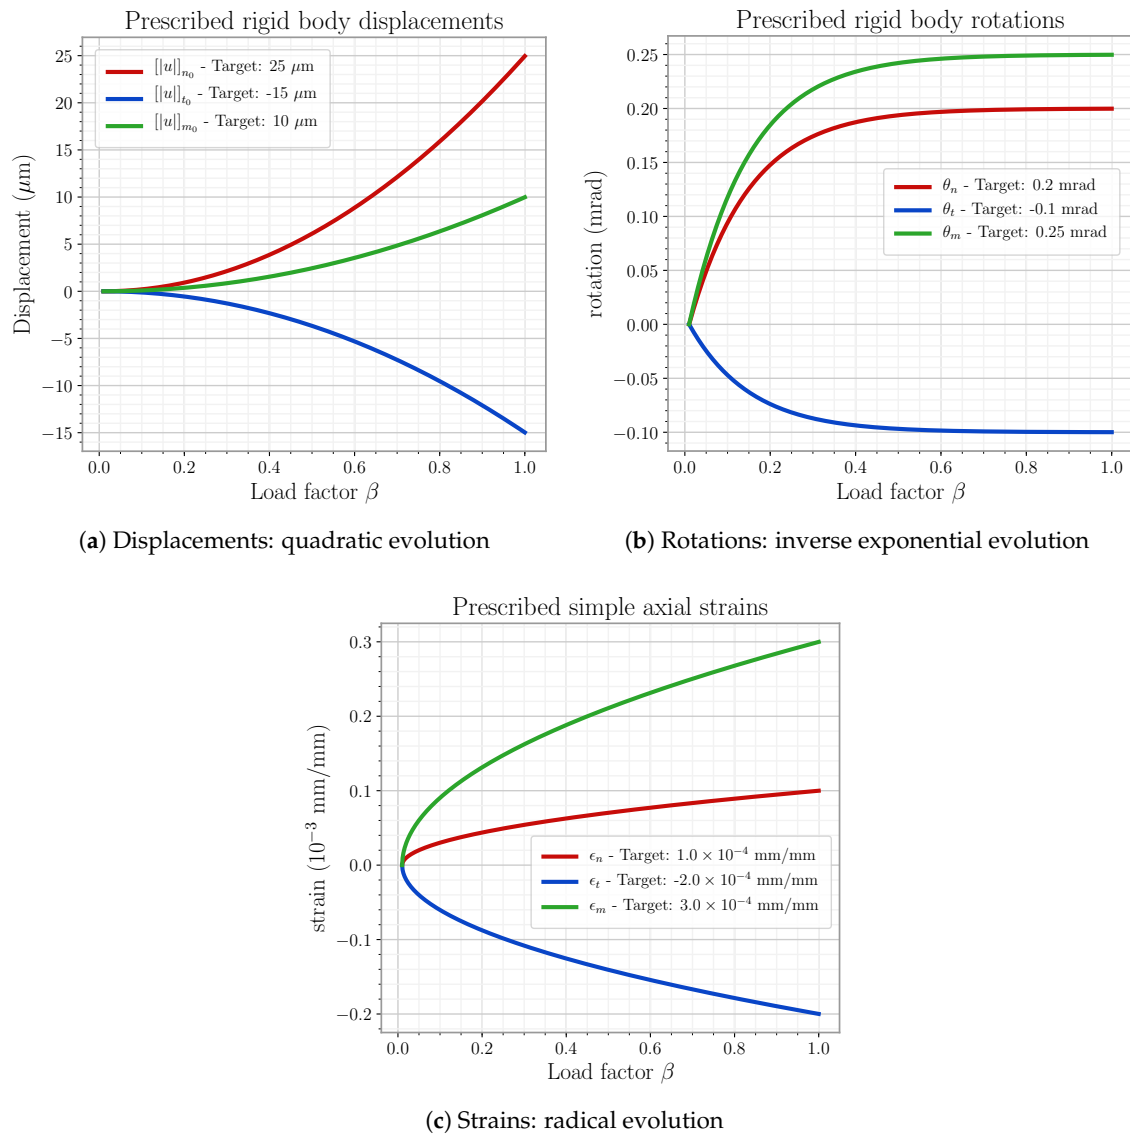 Prescribed rigid body displacements
Displacement (μm)
25
20
15
10
5
0
−5
−10
−15
[|u|]n₀ - Target: 25 μm
[|u|]t₀ - Target: -15 μm
[|u|]m₀ - Target: 10 μm
0.0 0.2 0.4 0.6 0.8 1.0
Load factor β
(a) Displacements: quadratic evolution
Prescribed rigid body rotations
rotation (mrad)
0.25
0.20
0.15
0.10
0.05
0.00
−0.05
−0.10
θn - Target: 0.2 mrad
θt - Target: -0.1 mrad
θm - Target: 0.25 mrad
0.0 0.2 0.4 0.6 0.8 1.0
Load factor β
(b) Rotations: inverse exponential evolution
Prescribed simple axial strains
strain (10⁻³ mm/mm)
0.3
0.2
0.1
0.0
−0.1
−0.2
ϵn - Target: 1.0 × 10⁻⁴ mm/mm
ϵt - Target: -2.0 × 10⁻⁴ mm/mm
ϵm - Target: 3.0 × 10⁻⁴ mm/mm
0.0 0.2 0.4 0.6 0.8 1.0
Load factor β
(c) Strains: radical evolution